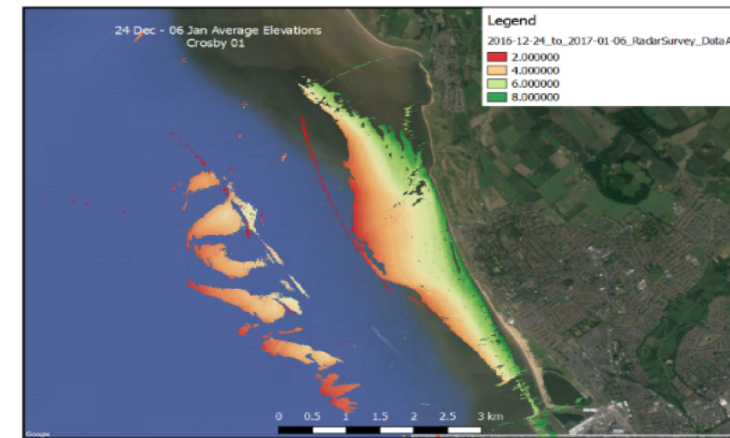 24 Dec - 06 Jan Average Elevations
Crosby 01
Legend
2016-12-24_to_2017-01-06_RadarSurvey_DataA
2.000000
4.000000
6.000000
8.000000
0 0.5 1 1.5 2 2.5 3 km
Google